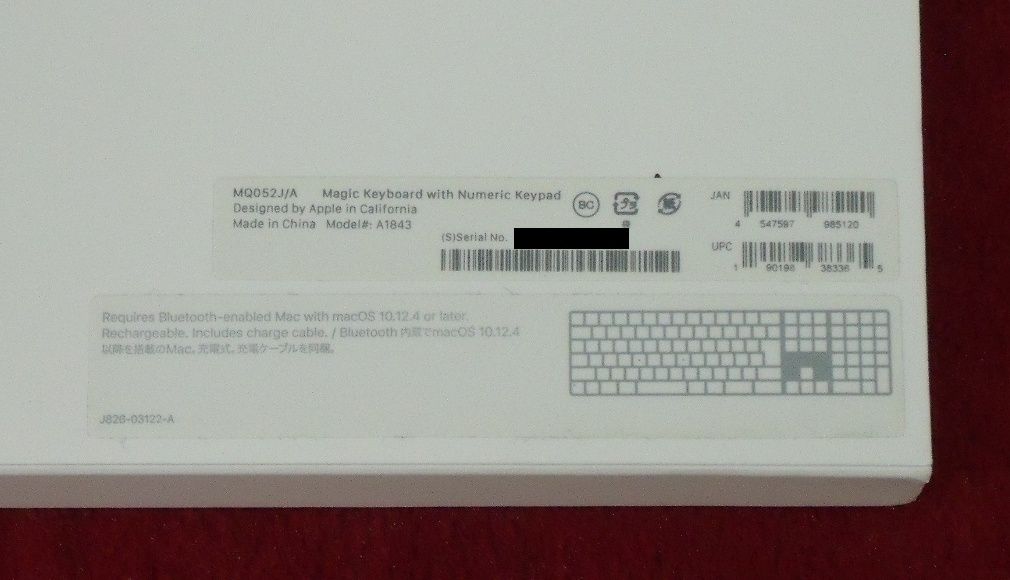 MQ052J/A Magic Keyboard with Numeric Keypad
Designed by Apple in California
Made in China Model#: A1843
BC
(S)Serial No.
JAN
4 547597 985120
UPC
1 90198 38336 5
Requires Bluetooth-enabled Mac with macOS 10.12.4 or later.
Rechargeable. Includes charge cable. / Bluetooth 内蔵でmacOS 10.12.4
以降を搭載のMac。充電式。充電ケーブルを同梱。
J826-03122-A